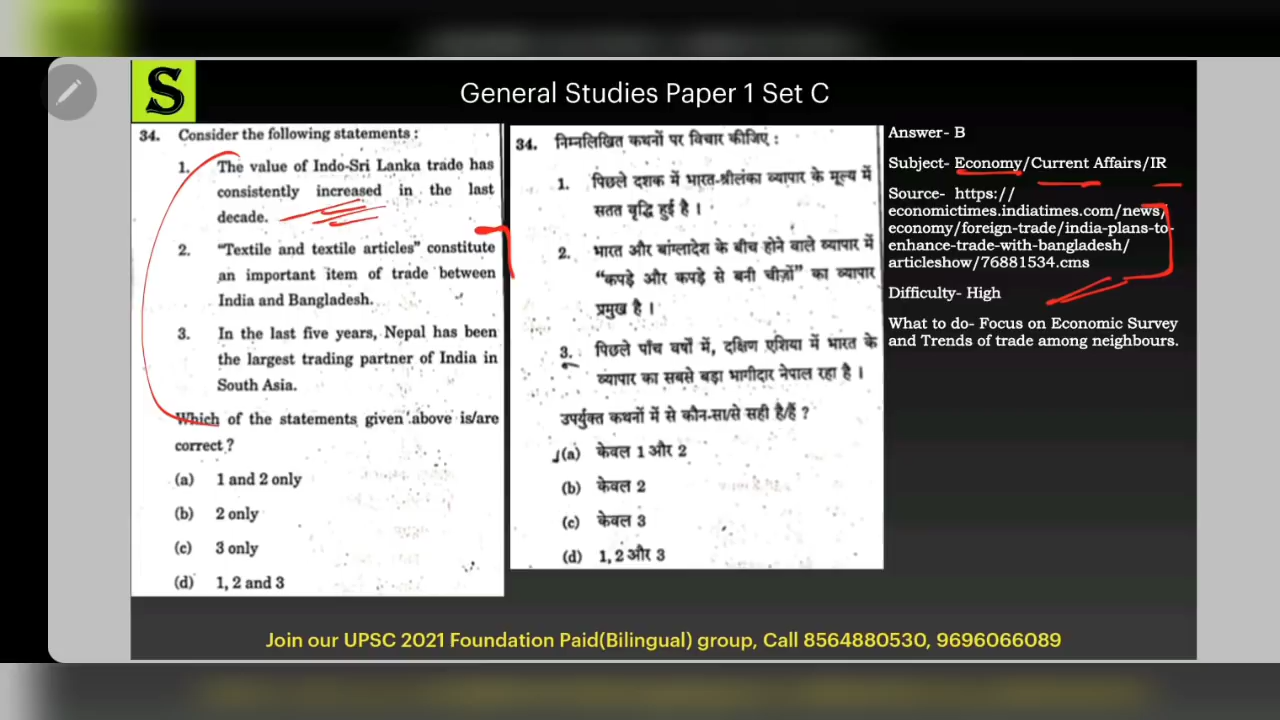 S
General Studies Paper 1 Set C
34. Consider the following statements :
1. The value of Indo-Sri Lanka trade has
consistently increased in the last
decade.
2. "Textile and textile articles" constitute
an important item of trade between
India and Bangladesh.
3. In the last five years, Nepal has been
the largest trading partner of India in
South Asia.
Which of the statements given above is/are
correct ?
(a) 1 and 2 only
(b) 2 only
(c) 3 only
(d) 1, 2 and 3
34. निम्नलिखित कथनों पर विचार कीजिए :
1. पिछले दशक में भारत-श्रीलंका व्यापार के मूल्य में
सतत वृद्धि हुई है ।
2. भारत और बांग्लादेश के बीच होने वाले व्यापार में
"कपड़े और कपड़े से बनी चीज़ों" का व्यापार
प्रमुख है ।
3. पिछले पाँच वर्षों में, दक्षिण एशिया में भारत के
व्यापार का सबसे बड़ा भागीदार नेपाल रहा है ।
उपर्युक्त कथनों में से कौन-सा/से सही है/हैं ?
(a) केवल 1 और 2
(b) केवल 2
(c) केवल 3
(d) 1, 2 और 3
Answer- B
Subject- Economy/Current Affairs/IR
Source- https://
economictimes.indiatimes.com/news/
economy/foreign-trade/india-plans-to-
enhance-trade-with-bangladesh/
articleshow/76881534.cms
Difficulty- High
What to do- Focus on Economic Survey
and Trends of trade among neighbours.
Join our UPSC 2021 Foundation Paid(Bilingual) group, Call 8564880530, 9696066089